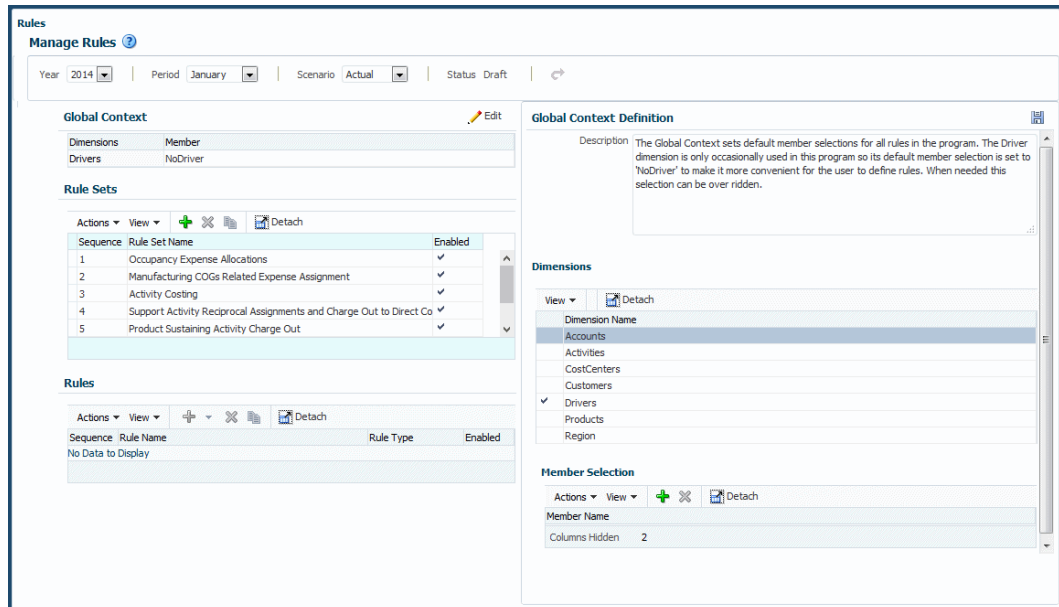 Rules
Manage Rules ?
Year 2014 Period January Scenario Actual Status Draft
Global Context Edit
Dimensions Member
Drivers NoDriver
Rule Sets
Actions View Detach
Sequence Rule Set Name Enabled
1 Occupancy Expense Allocations
2 Manufacturing COGs Related Expense Assignment
3 Activity Costing
4 Support Activity Reciprocal Assignments and Charge Out to Direct Co
5 Product Sustaining Activity Charge Out
Rules
Actions View Detach
Sequence Rule Name Rule Type Enabled
No Data to Display
Global Context Definition
Description The Global Context sets default member selections for all rules in the program. The Driver
dimension is only occasionally used in this program so its default member selection is set to
'NoDriver' to make it more convenient for the user to define rules. When needed this
selection can be over ridden.
Dimensions
View Detach
Dimension Name
Accounts
Activities
CostCenters
Customers
Drivers
Products
Region
Member Selection
Actions View Detach
Member Name
Columns Hidden 2